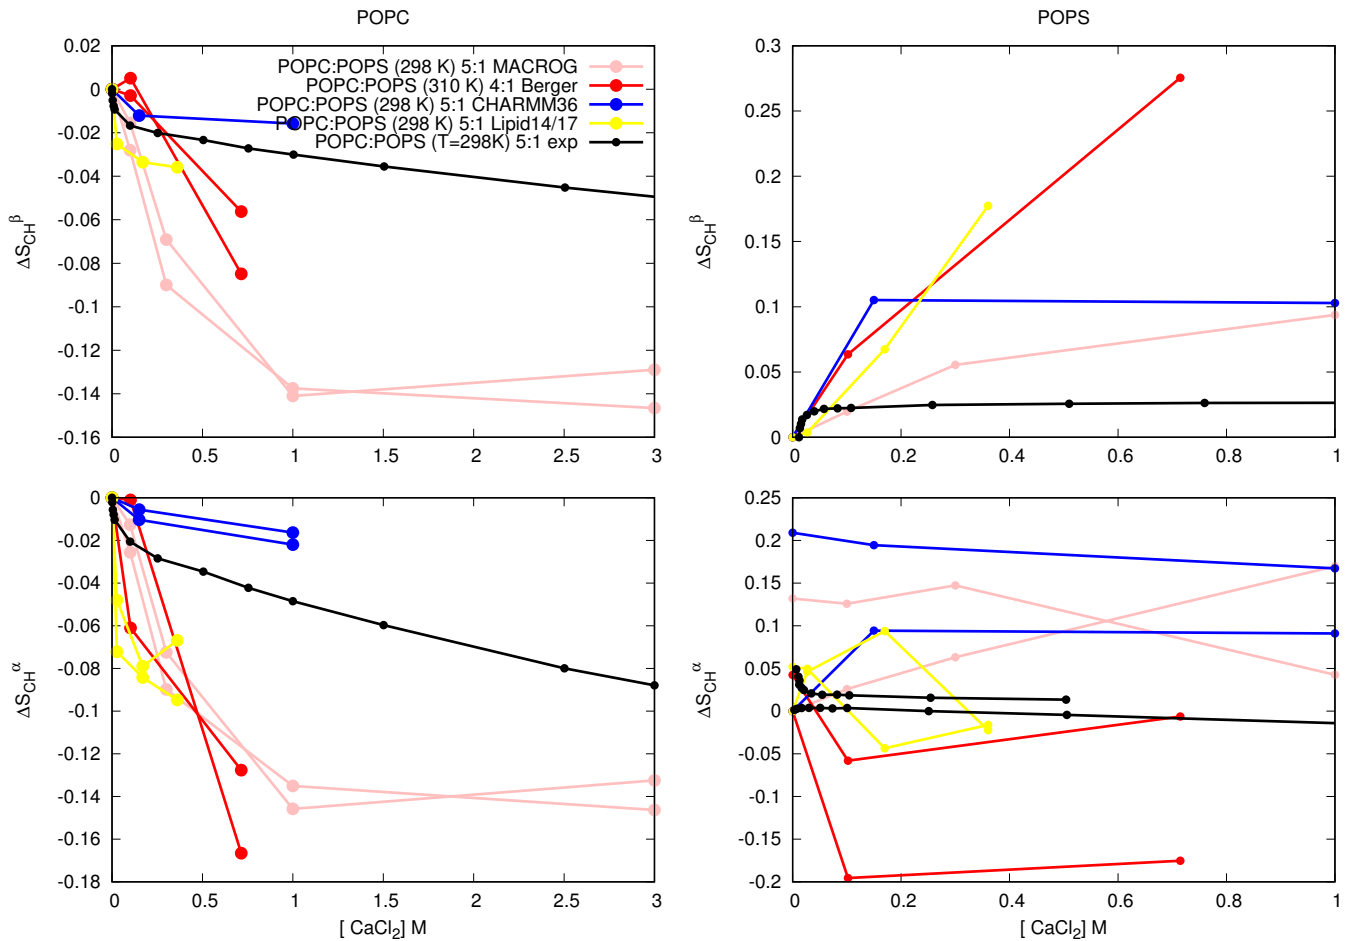 POPC
POPS
0.02
0
-0.02
-0.04
-0.06
-0.08
-0.1
-0.12
-0.14
-0.16
ΔS_CH^β
POPC:POPS (298 K) 5:1 MACROG
POPC:POPS (310 K) 4:1 Berger
POPC:POPS (298 K) 5:1 CHARMM36
POPC:POPS (298 K) 5:1 Lipid14/17
POPC:POPS (T=298K) 5:1 exp
0 0.5 1 1.5 2 2.5 3
0.3
0.25
0.2
0.15
0.1
0.05
0
ΔS_CH^β
0 0.2 0.4 0.6 0.8 1
0
-0.02
-0.04
-0.06
-0.08
-0.1
-0.12
-0.14
-0.16
-0.18
ΔS_CH^α
0 0.5 1 1.5 2 2.5 3
[ CaCl₂] M
0.25
0.2
0.15
0.1
0.05
0
-0.05
-0.1
-0.15
-0.2
ΔS_CH^α
0 0.2 0.4 0.6 0.8 1
[ CaCl₂] M